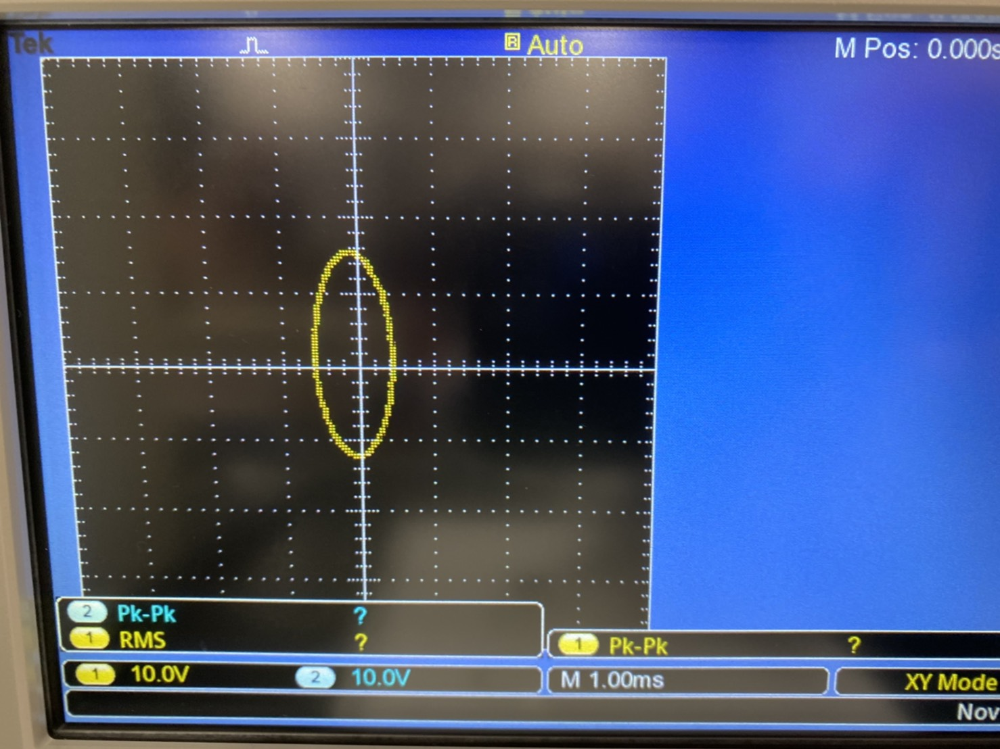 Tek R Auto M Pos: 0.000s
2 Pk-Pk ?
1 RMS ? 1 Pk-Pk ?
1 10.0V 2 10.0V M 1.00ms XY Mode
Nov